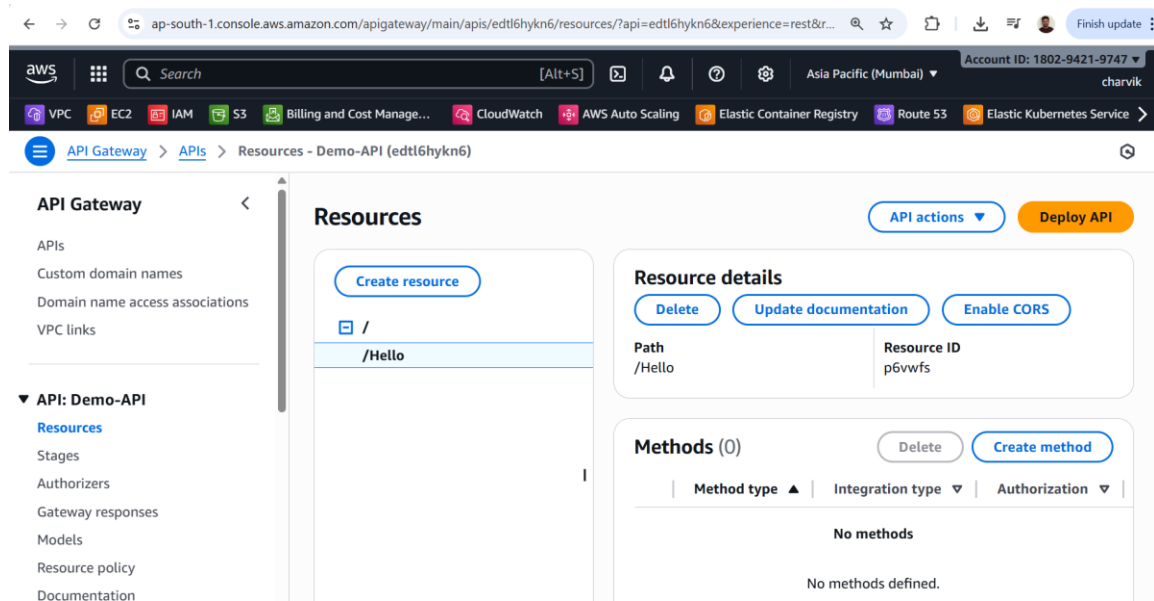 ap-south-1.console.aws.amazon.com/apigateway/main/apis/edtl6hykn6/resources/?api=edtl6hykn6&experience=rest&r...
Finish update
aws
Search
[Alt+S]
Asia Pacific (Mumbai) ▼
Account ID: 1802-9421-9747 ▼
charvik
VPC
EC2
IAM
S3
Billing and Cost Manage...
CloudWatch
AWS Auto Scaling
Elastic Container Registry
Route 53
Elastic Kubernetes Service
API Gateway > APIs > Resources - Demo-API (edtl6hykn6)
API Gateway
APIs
Custom domain names
Domain name access associations
VPC links
▼ API: Demo-API
Resources
Stages
Authorizers
Gateway responses
Models
Resource policy
Documentation
Resources
API actions ▼
Deploy API
Create resource
/
/Hello
Resource details
Delete
Update documentation
Enable CORS
Path
/Hello
Resource ID
p6vwfs
Methods (0)
Delete
Create method
Method type ▲
Integration type ▽
Authorization ▽
No methods
No methods defined.